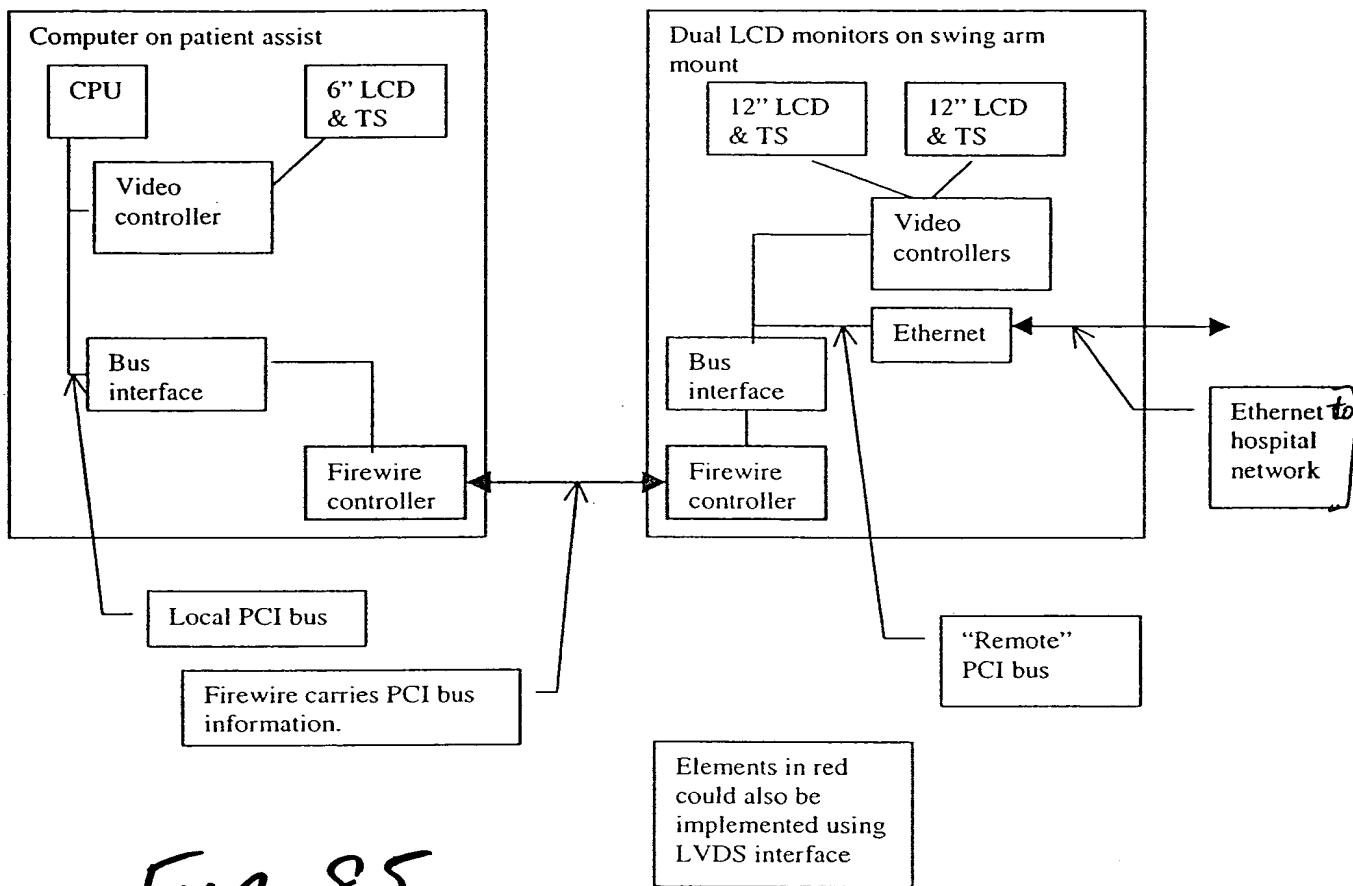 Computer on patient assist
CPU
6” LCD
& TS
Video
controller
Bus
interface
Firewire
controller
Dual LCD monitors on swing arm
mount
12” LCD
& TS
12” LCD
& TS
Video
controllers
Ethernet
Bus
interface
Firewire
controller
Ethernet to
hospital
network
Local PCI bus
Firewire carries PCI bus
information.
“Remote”
PCI bus
Elements in red
could also be
implemented using
LVDS interface
FIG. 85